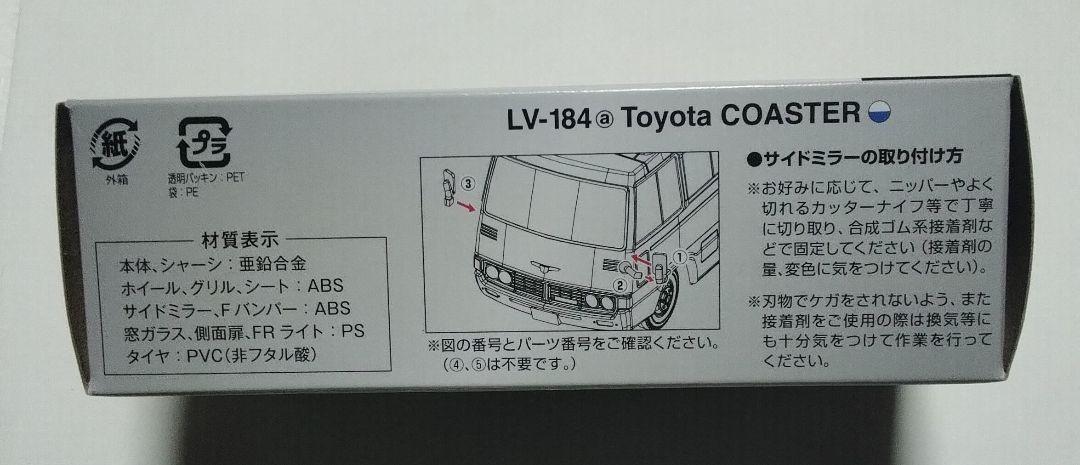 LV-184ⓐ Toyota COASTER
紙
外箱
プラ
透明パッキン:PET
袋:PE
材質表示
本体、シャーシ:亜鉛合金
ホイール、グリル、シート:ABS
サイドミラー、Fバンパー:ABS
窓ガラス、側面扉、FRライト:PS
タイヤ:PVC(非フタル酸)
③
①
②
※図の番号とパーツ番号をご確認ください。
(④、⑤は不要です。)
●サイドミラーの取り付け方
※お好みに応じて、ニッパーやよく
切れるカッターナイフ等で丁寧
に切り取り、合成ゴム系接着剤な
どで固定してください(接着剤の
量、変色に気をつけてください)。
※刃物でケガをされないよう、また
接着剤をご使用の際は換気等に
も十分気をつけて作業を行って
ください。